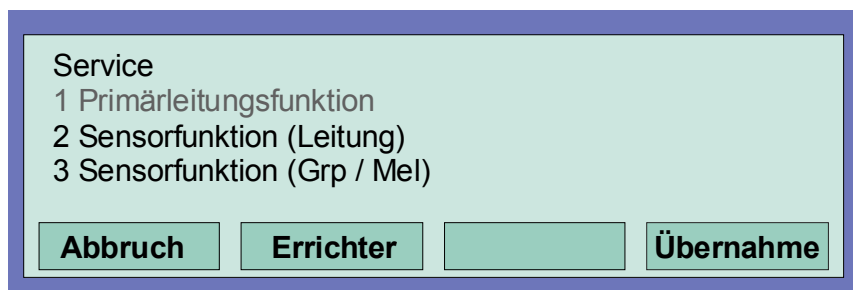 Service
1 Primärleitungsfunktion
2 Sensorfunktion (Leitung)
3 Sensorfunktion (Grp / Mel)
Abbruch Errichter Übernahme